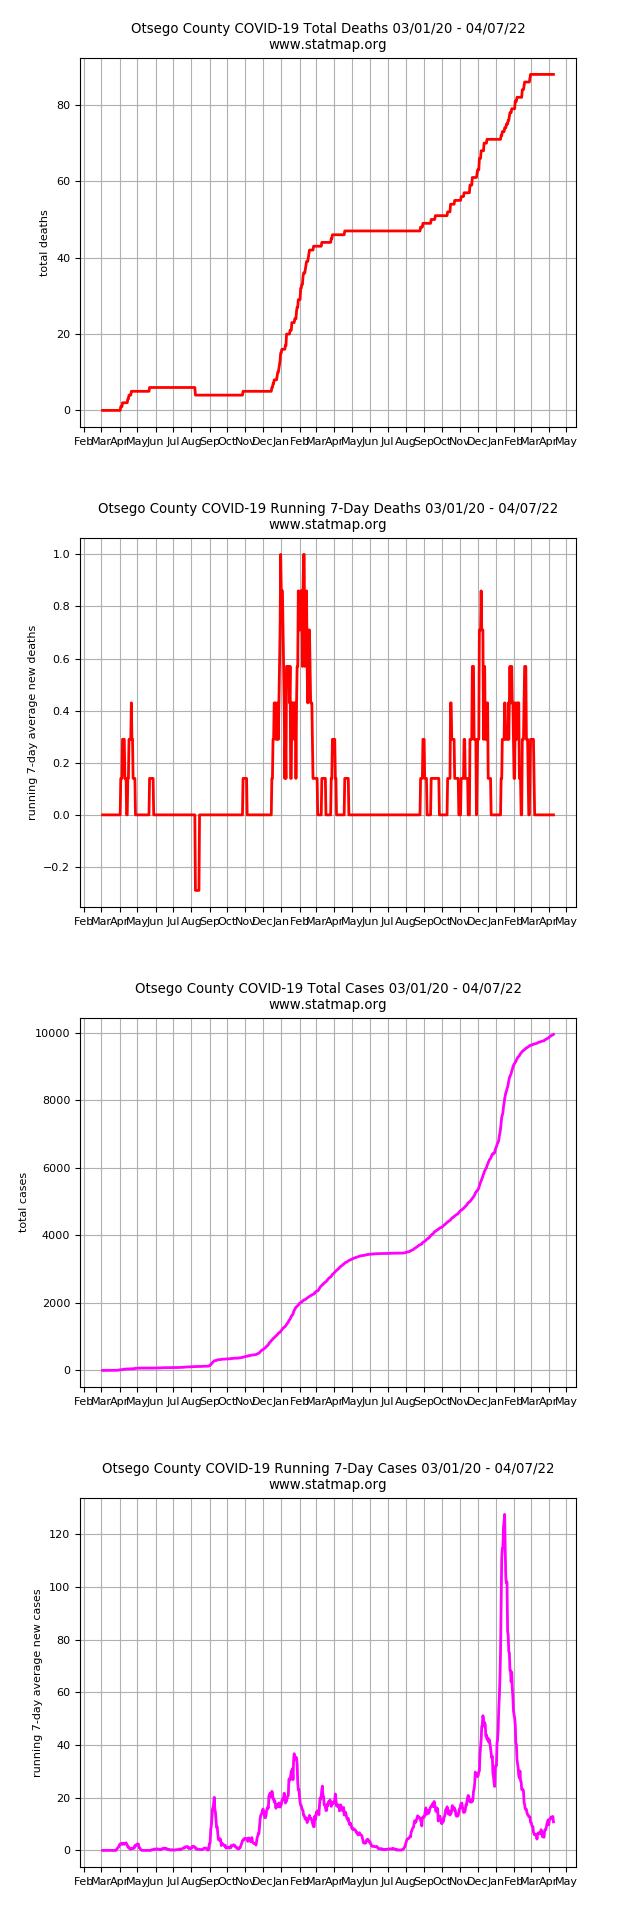 Otsego County COVID-19 Total Deaths 03/01/20 - 04/07/22
www.statmap.org
80
60
40
20
0
total deaths
Feb Mar Apr May Jun Jul Aug Sep Oct Nov Dec Jan Feb Mar Apr May Jun Jul Aug Sep Oct Nov Dec Jan Feb Mar Apr May
Otsego County COVID-19 Running 7-Day Deaths 03/01/20 - 04/07/22
www.statmap.org
1.0
0.8
0.6
0.4
0.2
0.0
−0.2
running 7-day average new deaths
Feb Mar Apr May Jun Jul Aug Sep Oct Nov Dec Jan Feb Mar Apr May Jun Jul Aug Sep Oct Nov Dec Jan Feb Mar Apr May
Otsego County COVID-19 Total Cases 03/01/20 - 04/07/22
www.statmap.org
10000
8000
6000
4000
2000
0
total cases
Feb Mar Apr May Jun Jul Aug Sep Oct Nov Dec Jan Feb Mar Apr May Jun Jul Aug Sep Oct Nov Dec Jan Feb Mar Apr May
Otsego County COVID-19 Running 7-Day Cases 03/01/20 - 04/07/22
www.statmap.org
120
100
80
60
40
20
0
running 7-day average new cases
Feb Mar Apr May Jun Jul Aug Sep Oct Nov Dec Jan Feb Mar Apr May Jun Jul Aug Sep Oct Nov Dec Jan Feb Mar Apr May